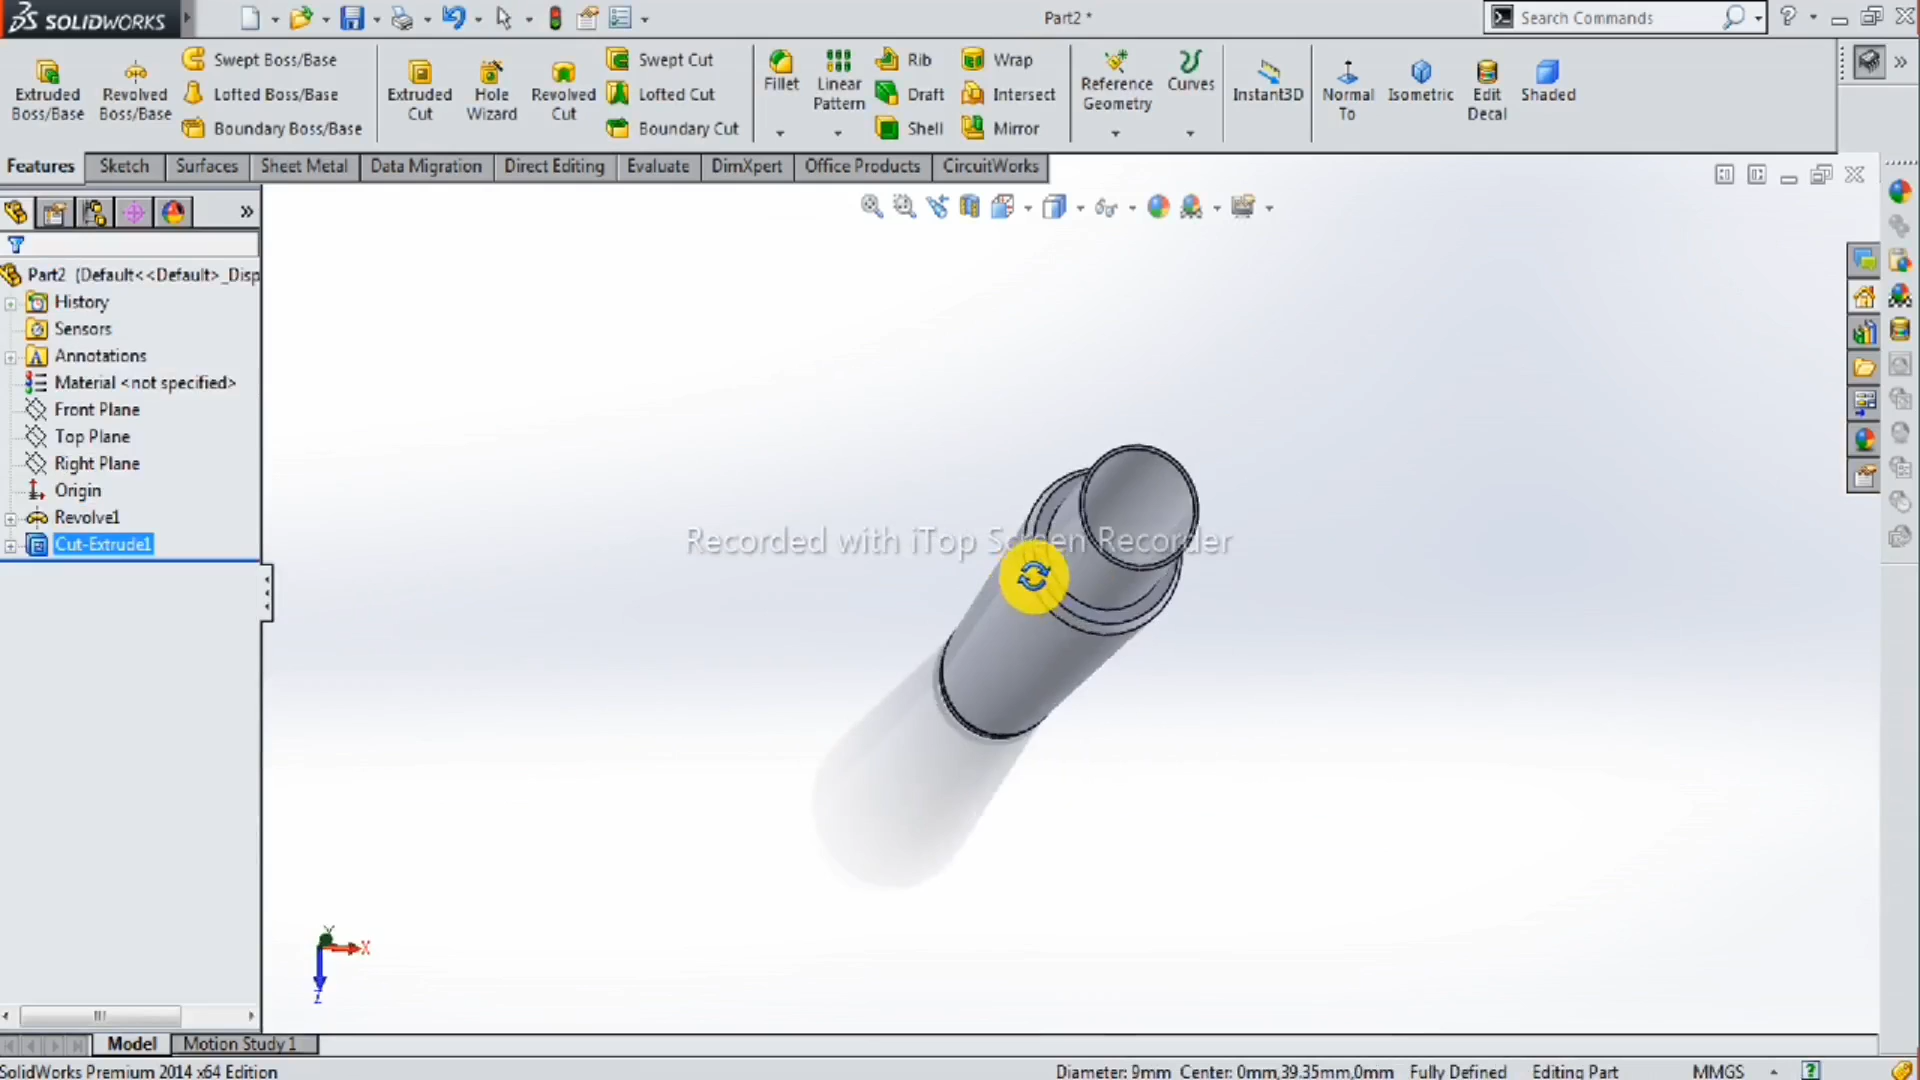 SOLIDWORKS
Part2 *
Search Commands
Extruded Boss/Base
Revolved Boss/Base
Swept Boss/Base
Lofted Boss/Base
Boundary Boss/Base
Extruded Cut
Hole Wizard
Revolved Cut
Swept Cut
Lofted Cut
Boundary Cut
Fillet
Linear Pattern
Rib
Draft
Shell
Wrap
Intersect
Mirror
Reference Geometry
Curves
Instant3D
Normal To
Isometric
Edit Decal
Shaded
Features
Sketch
Surfaces
Sheet Metal
Data Migration
Direct Editing
Evaluate
DimXpert
Office Products
CircuitWorks
Part2 (Default<<Default>_Disp
History
Sensors
Annotations
Material <not specified>
Front Plane
Top Plane
Right Plane
Origin
Revolve1
Cut-Extrude1
Recorded with iTop Screen Recorder
Y
X
Z
Model
Motion Study 1
SolidWorks Premium 2014 x64 Edition
Diameter: 9mm Center: 0mm,39.35mm,0mm
Fully Defined
Editing Part
MMGS